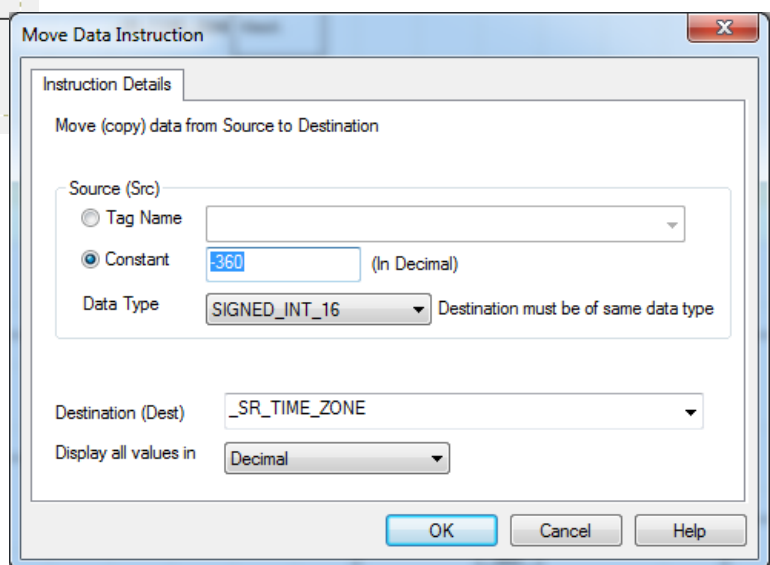 Move Data Instruction
Instruction Details
Move (copy) data from Source to Destination
Source (Src)
Tag Name
Constant -360 (In Decimal)
Data Type SIGNED_INT_16 Destination must be of same data type
Destination (Dest) _SR_TIME_ZONE
Display all values in Decimal
OK Cancel Help